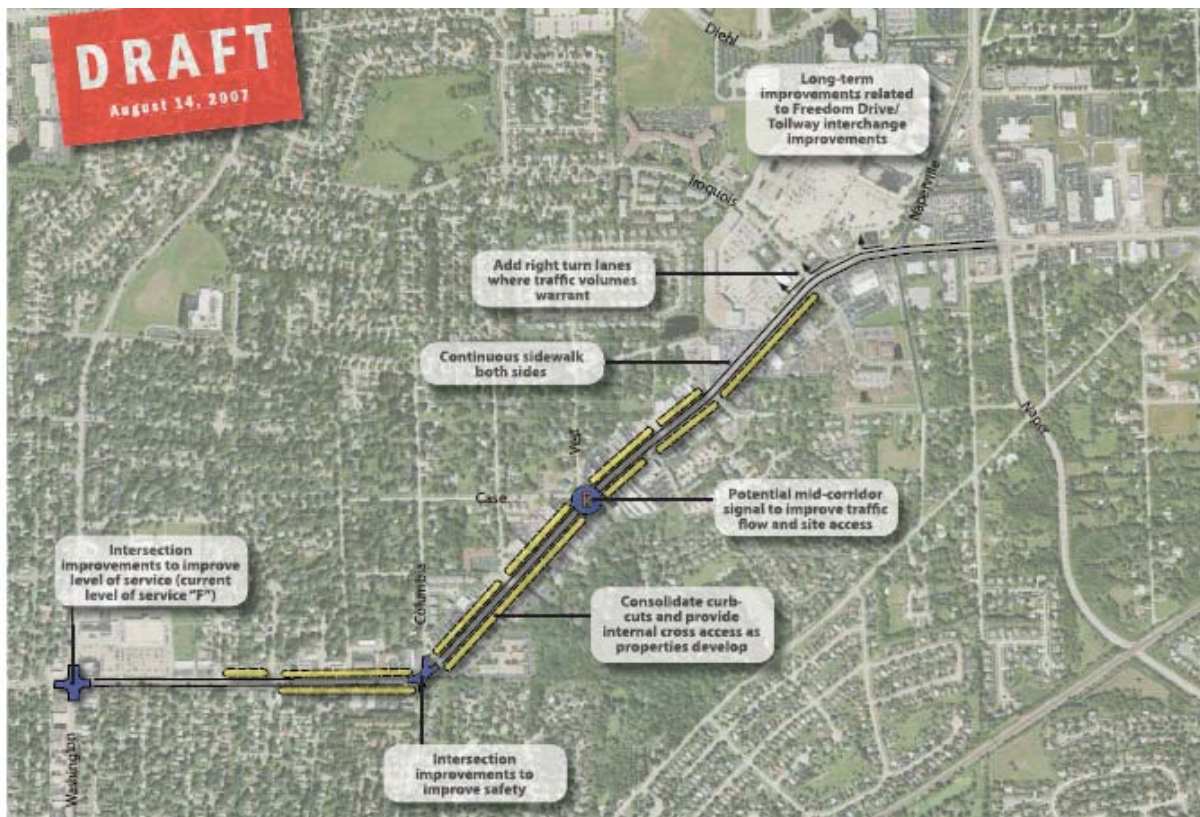 DRAFT
August 14, 2007
Diehl
Long-term
improvements related
to Freedom Drive/
Tollway interchange
improvements
Iroquois
Naperville
Add right turn lanes
where traffic volumes
warrant
Continuous sidewalk
both sides
Naper
West
Case
Potential mid-corridor
signal to improve traffic
flow and site access
Intersection
improvements to improve
level of service (current
level of service "F")
Columbia
Consolidate curb-
cuts and provide
internal cross access as
properties develop
Washington
Intersection
improvements to
improve safety